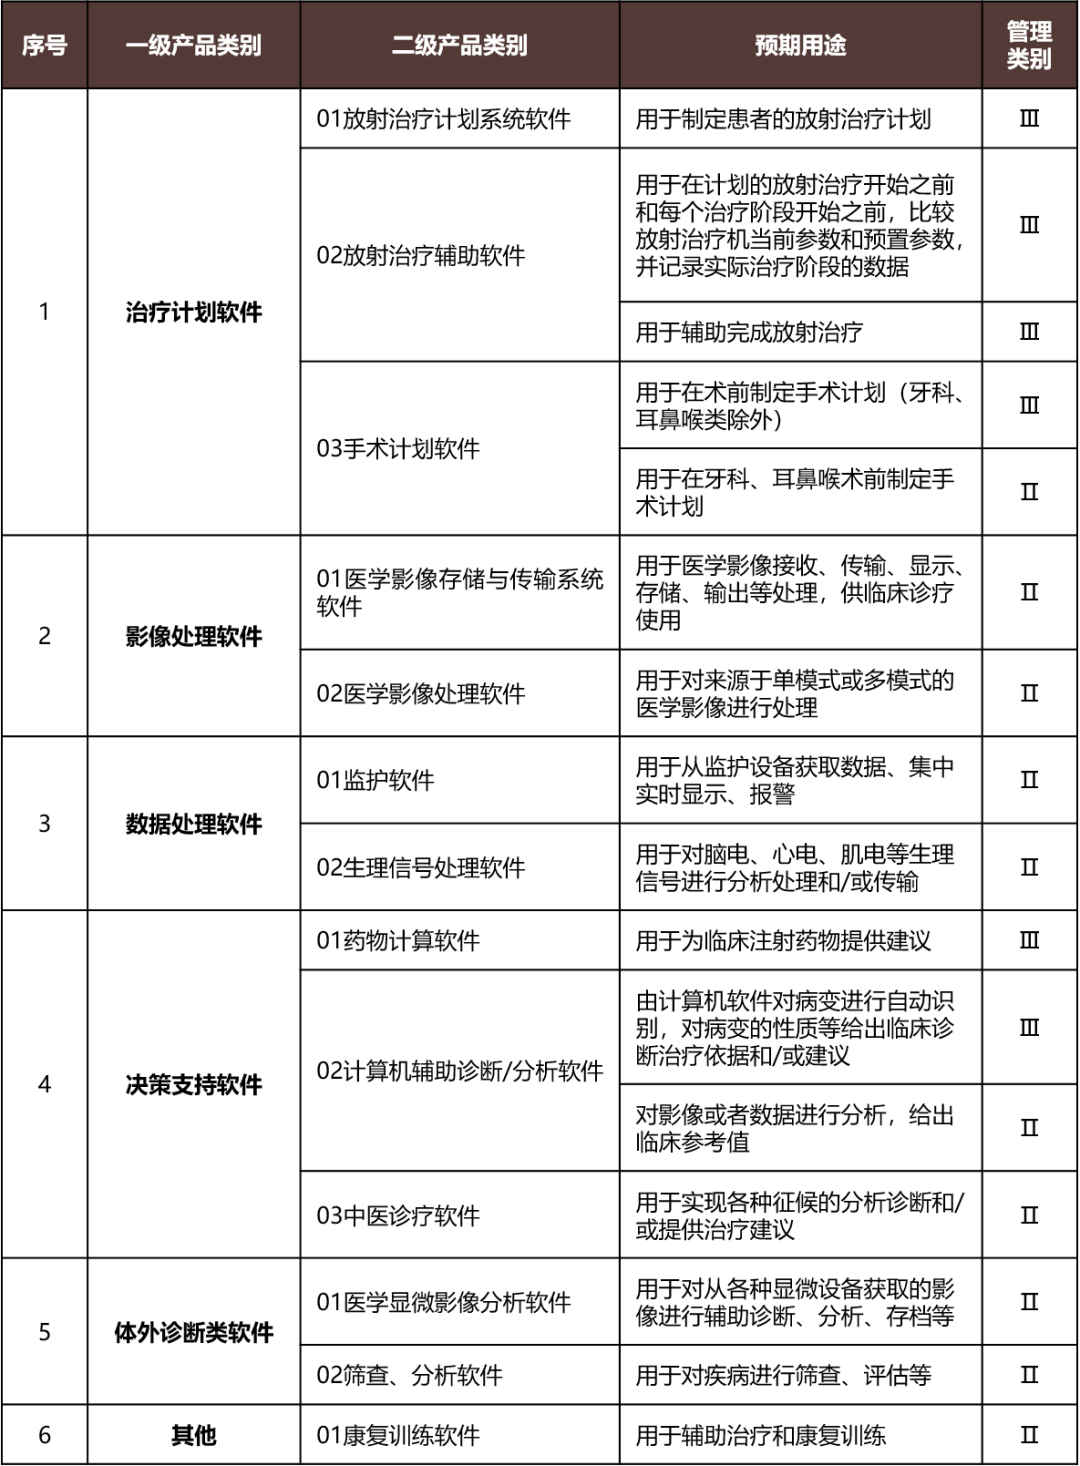 序号
一级产品类别
二级产品类别
预期用途
管理
类别
1
治疗计划软件
01放射治疗计划系统软件
用于制定患者的放射治疗计划
Ⅲ
02放射治疗辅助软件
用于在计划的放射治疗开始之前
和每个治疗阶段开始之前，比较
放射治疗机当前参数和预置参数，
并记录实际治疗阶段的数据
Ⅲ
用于辅助完成放射治疗
Ⅲ
03手术计划软件
用于在术前制定手术计划（牙科、
耳鼻喉类除外）
Ⅲ
用于在牙科、耳鼻喉术前制定手
术计划
Ⅱ
2
影像处理软件
01医学影像存储与传输系统
软件
用于医学影像接收、传输、显示、
存储、输出等处理，供临床诊疗
使用
Ⅱ
02医学影像处理软件
用于对来源于单模式或多模式的
医学影像进行处理
Ⅱ
3
数据处理软件
01监护软件
用于从监护设备获取数据、集中
实时显示、报警
Ⅱ
02生理信号处理软件
用于对脑电、心电、肌电等生理
信号进行分析处理和/或传输
Ⅱ
4
决策支持软件
01药物计算软件
用于为临床注射药物提供建议
Ⅲ
02计算机辅助诊断/分析软件
由计算机软件对病变进行自动识
别，对病变的性质等给出临床诊
断治疗依据和/或建议
Ⅲ
对影像或者数据进行分析，给出
临床参考值
Ⅱ
03中医诊疗软件
用于实现各种征候的分析诊断和/
或提供治疗建议
Ⅱ
5
体外诊断类软件
01医学显微影像分析软件
用于对从各种显微设备获取的影
像进行辅助诊断、分析、存档等
Ⅱ
02筛查、分析软件
用于对疾病进行筛查、评估等
Ⅱ
6
其他
01康复训练软件
用于辅助治疗和康复训练
Ⅱ